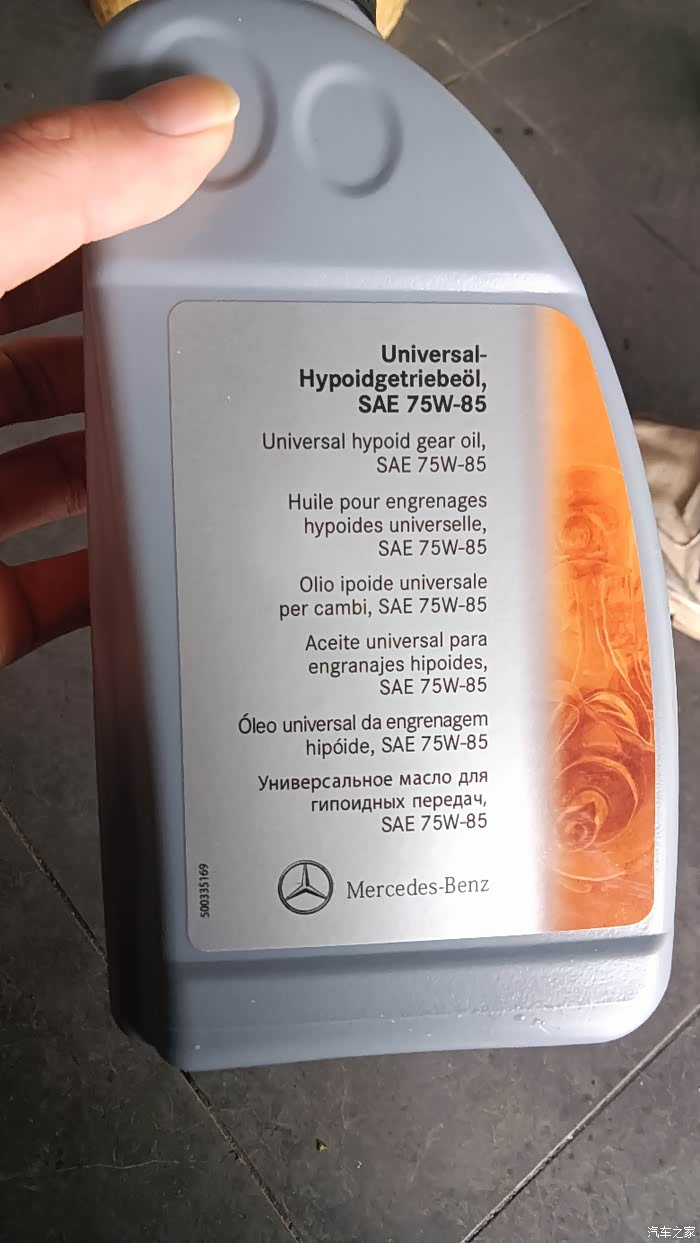 Universal-
Hypoidgetriebeöl,
SAE 75W-85
Universal hypoid gear oil,
SAE 75W-85
Huile pour engrenages
hypoides universelle,
SAE 75W-85
Olio ipoide universale
per cambi, SAE 75W-85
Aceite universal para
engranajes hipoides,
SAE 75W-85
Óleo universal da engrenagem
hipóide, SAE 75W-85
Универсальное масло для
гипоидных передач,
SAE 75W-85
500335169
Mercedes-Benz
汽车之家